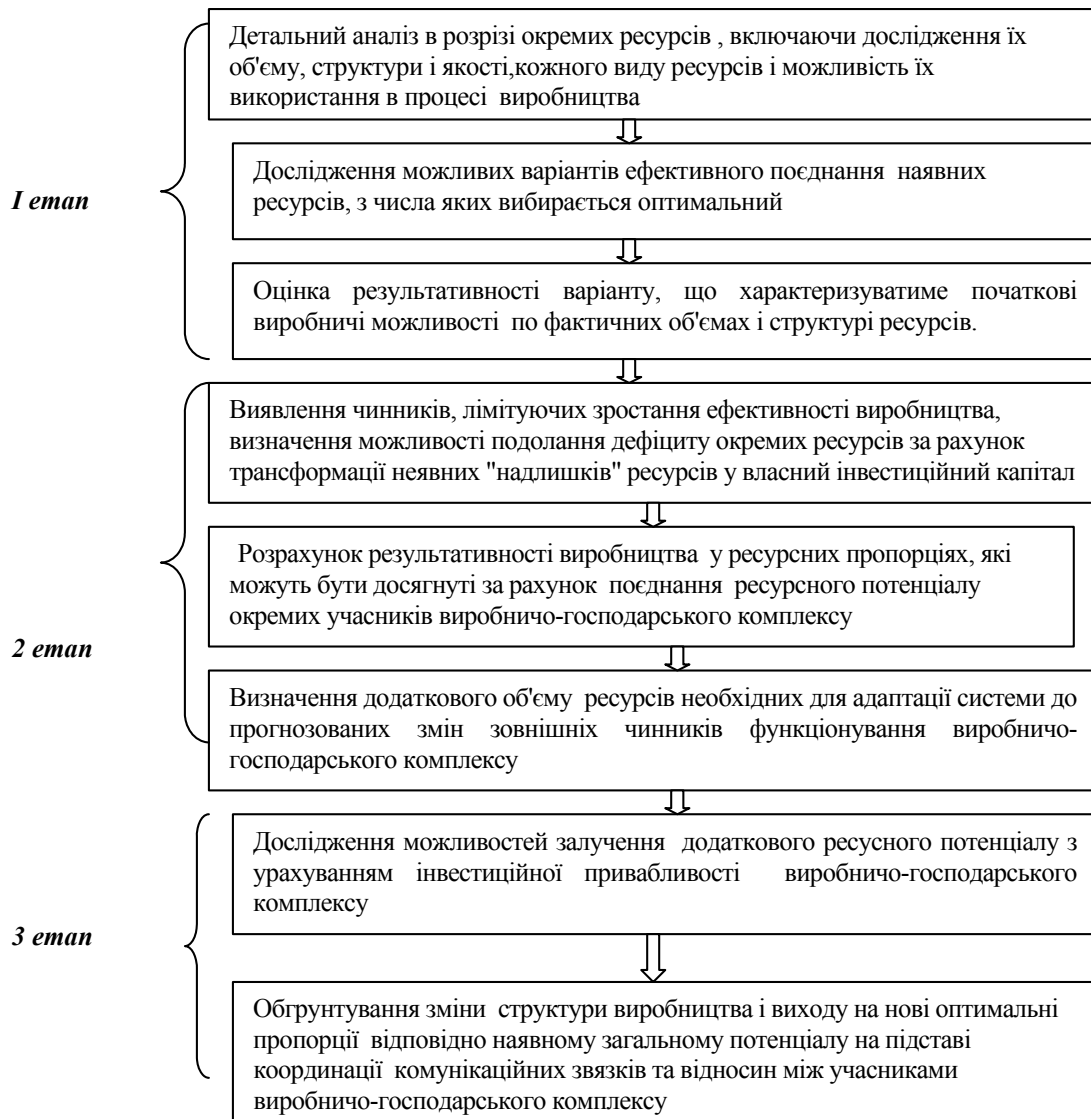 Детальний аналіз в розрізі окремих ресурсів , включаючи дослідження їх
об'єму, структури і якості,кожного виду ресурсів і можливість їх
використання в процесі виробництва
Дослідження можливих варіантів ефективного поєднання наявних
ресурсів, з числа яких вибирається оптимальний
I етап
Оцінка результативності варіанту, що характеризуватиме початкові
виробничі можливості по фактичних об'ємах і структурі ресурсів.
Виявлення чинників, лімітуючих зростання ефективності виробництва,
визначення можливості подолання дефіциту окремих ресурсів за рахунок
трансформації неявних "надлишків" ресурсів у власний інвестиційний капітал
Розрахунок результативності виробництва у ресурсних пропорціях, які
можуть бути досягнуті за рахунок поєднання ресурсного потенціалу
окремих учасників виробничо-господарського комплексу
2 етап
Визначення додаткового об'єму ресурсів необхідних для адаптації системи до
прогнозованих змін зовнішніх чинників функціонування виробничо-
господарського комплексу
Дослідження можливостей залучення додаткового ресусного потенціалу з
урахуванням інвестиційної привабливості виробничо-господарського
комплексу
3 етап
Обгрунтування зміни структури виробництва і виходу на нові оптимальні
пропорції відповідно наявному загальному потенціалу на підставі
координації комунікаційних звязків та відносин між учасниками
виробничо-господарського комплексу